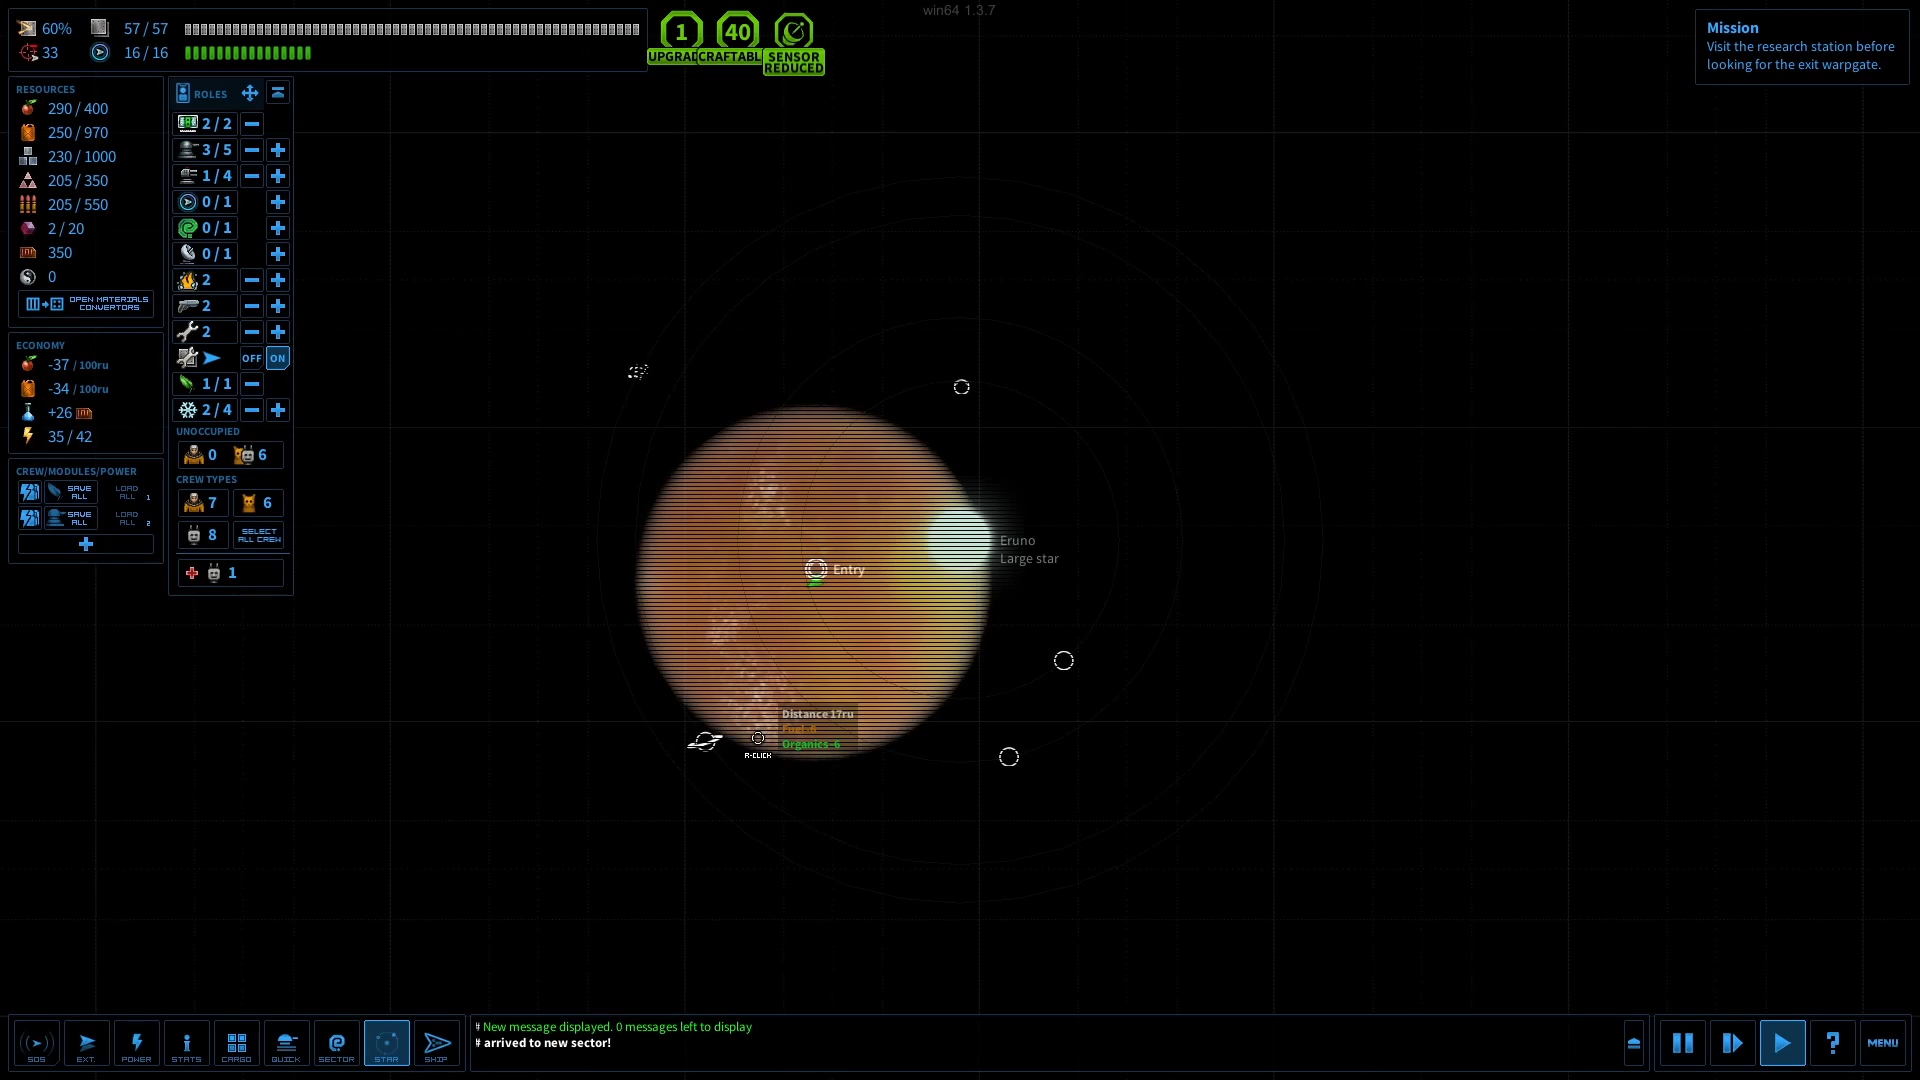 win64 1.3.7
60%
57 / 57
33
16 / 16
1
UPGRAD
40
CRAFTABL
SENSOR
REDUCED
Mission
Visit the research station before
looking for the exit warpgate.
RESOURCES
290 / 400
250 / 970
230 / 1000
205 / 350
205 / 550
2 / 20
350
0
OPEN MATERIALS
CONVERTORS
ECONOMY
-37 / 100ru
-34 / 100ru
+26
35 / 42
CREW/MODULES/POWER
SAVE
ALL
LOAD
ALL 1
SAVE
ALL
LOAD
ALL 2
ROLES
2 / 2
3 / 5
1 / 4
0 / 1
0 / 1
0 / 1
2
2
2
OFF
ON
1 / 1
2 / 4
UNOCCUPIED
0
6
CREW TYPES
7
6
8
SELECT
ALL CREW
1
Eruno
Large star
Entry
Distance 17ru
Fuel -6
Organics -6
R-CLICK
SOS
EXT.
POWER
STATS
CARGO
QUICK
SECTOR
STAR
SHIP
# New message displayed. 0 messages left to display
# arrived to new sector!
?
MENU